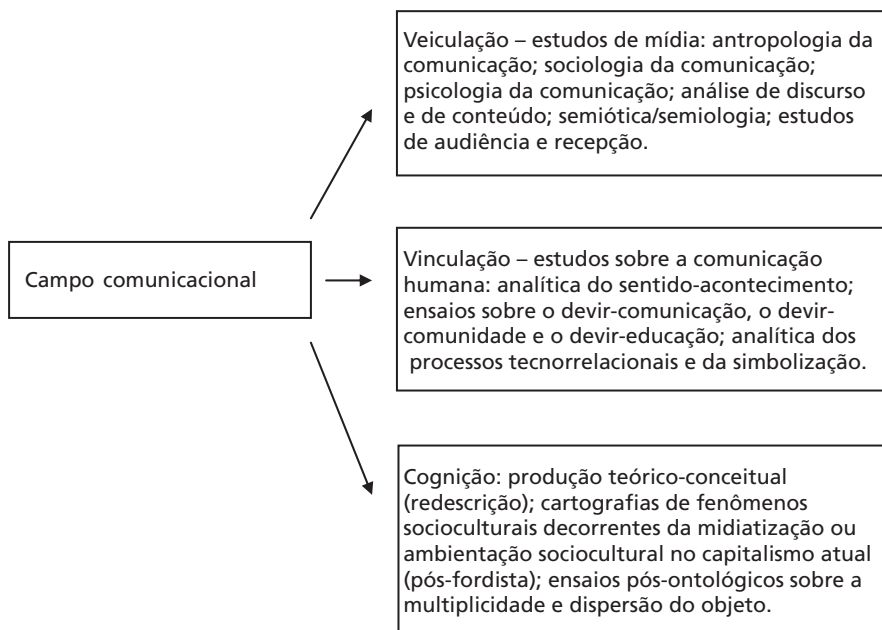 Veiculação – estudos de mídia: antropologia da
comunicação; sociologia da comunicação;
psicologia da comunicação; análise de discurso
e de conteúdo; semiótica/semiologia; estudos
de audiência e recepção.
Campo comunicacional
Vinculação – estudos sobre a comunicação
humana: analítica do sentido-acontecimento;
ensaios sobre o devir-comunicação, o devir-
comunidade e o devir-educação; analítica dos
processos tecnorrelacionais e da simbolização.
Cognição: produção teórico-conceitual
(redescrição); cartografias de fenômenos
socioculturais decorrentes da midiatização ou
ambientação sociocultural no capitalismo atual
(pós-fordista); ensaios pós-ontológicos sobre a
multiplicidade e dispersão do objeto.